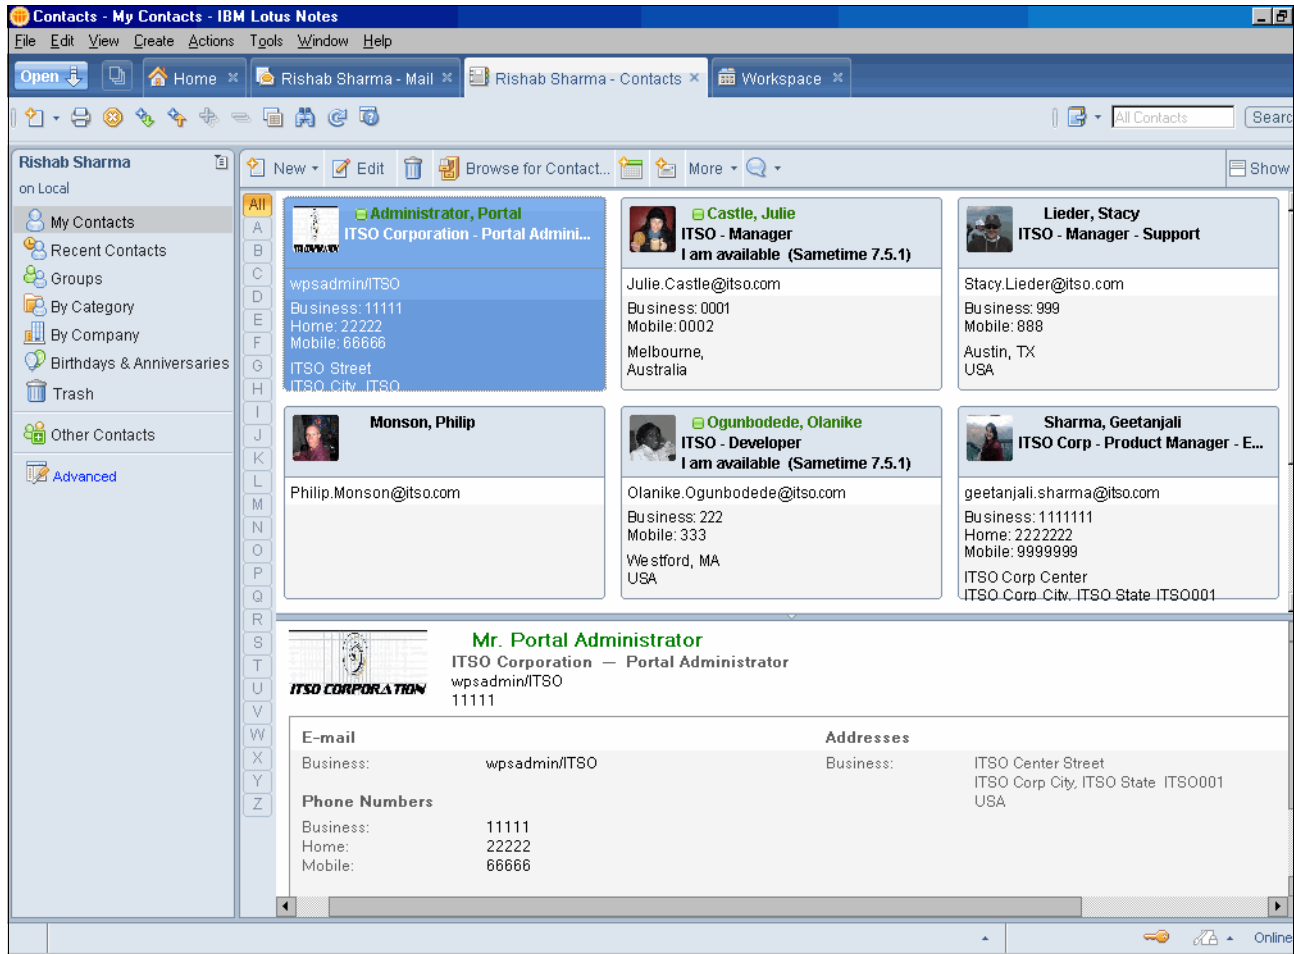 Contacts - My Contacts - IBM Lotus Notes
File Edit View Create Actions Tools Window Help
Open Home Rishab Sharma - Mail Rishab Sharma - Contacts Workspace
All Contacts Searc
Rishab Sharma
on Local
My Contacts
Recent Contacts
Groups
By Category
By Company
Birthdays & Anniversaries
Trash
Other Contacts
Advanced
New Edit Browse for Contact... More Show
All
A
B
C
D
E
F
G
H
I
J
K
L
M
N
O
P
Q
R
S
T
U
V
W
X
Y
Z
Administrator, Portal
ITSO Corporation - Portal Admini...
wpsadmin/ITSO
Business: 11111
Home: 22222
Mobile: 66666
ITSO Street
ITSO City, ITSO
Castle, Julie
ITSO - Manager
I am available (Sametime 7.5.1)
Julie.Castle@itso.com
Business: 0001
Mobile: 0002
Melbourne,
Australia
Lieder, Stacy
ITSO - Manager - Support
Stacy.Lieder@itso.com
Business: 999
Mobile: 888
Austin, TX
USA
Monson, Philip
Philip.Monson@itso.com
Ogunbodede, Olanike
ITSO - Developer
I am available (Sametime 7.5.1)
Olanike.Ogunbodede@itso.com
Business: 222
Mobile: 333
Westford, MA
USA
Sharma, Geetanjali
ITSO Corp - Product Manager - E...
geetanjali.sharma@itso.com
Business: 1111111
Home: 2222222
Mobile: 9999999
ITSO Corp Center
ITSO Corp City, ITSO State ITSO001
ITSO CORPORATION
Mr. Portal Administrator
ITSO Corporation — Portal Administrator
wpsadmin/ITSO
11111
E-mail
Business: wpsadmin/ITSO
Phone Numbers
Business: 11111
Home: 22222
Mobile: 66666
Addresses
Business: ITSO Center Street
ITSO Corp City, ITSO State ITSO001
USA
Online